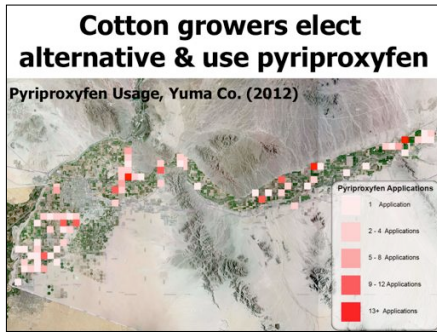 Cotton growers elect
alternative & use pyriproxyfen
Pyriproxyfen Usage, Yuma Co. (2012)
Pyriproxyfen Applications
1 Application
2 - 4 Applications
5 - 8 Applications
9 - 12 Applications
13+ Applications